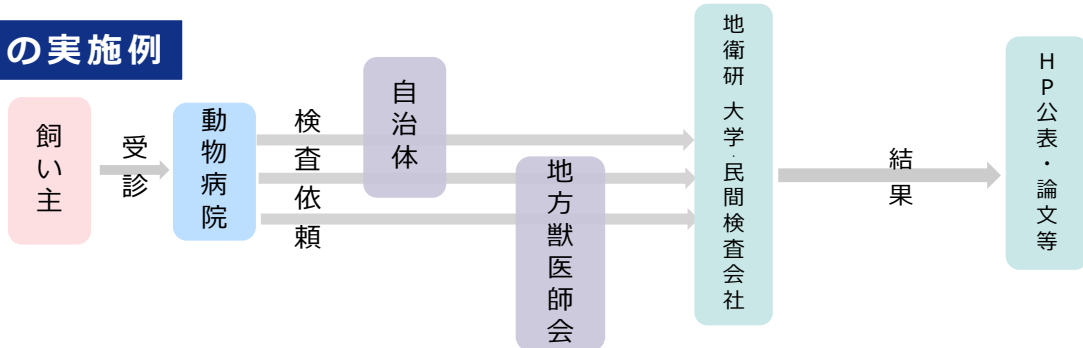 の実施例
飼い主
受診
動物病院
検査依頼
自治体
地方獣医師会
地衛研 大学・民間検査会社
結果
HP公表・論文等